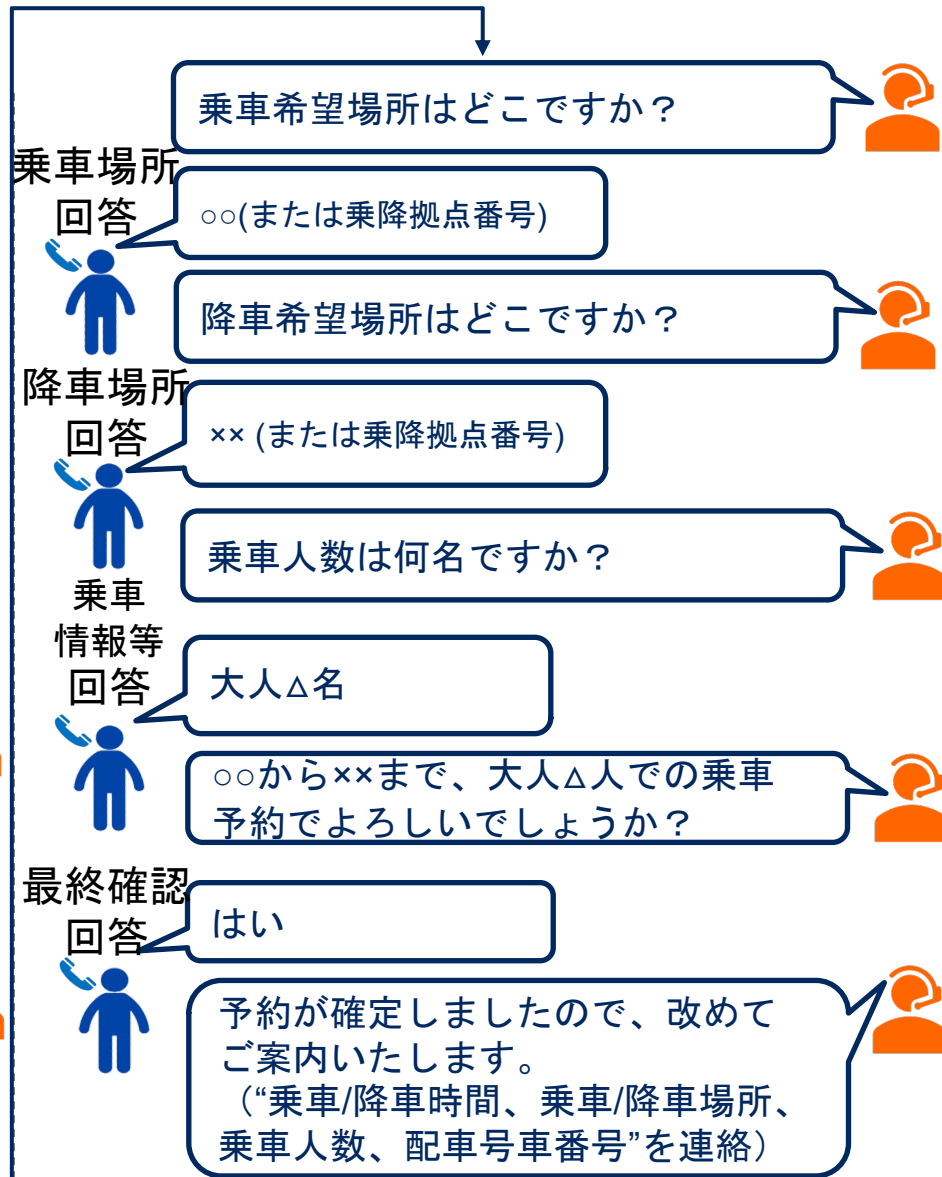 乗車希望場所はどこですか？
乗車場所
回答
○○(または乗降拠点番号)
降車希望場所はどこですか？
降車場所
回答
×× (または乗降拠点番号)
乗車人数は何名ですか？
乗車
情報等
回答
大人△名
○○から××まで、大人△人での乗車
予約でよろしいでしょうか？
最終確認
回答
はい
予約が確定しましたので、改めて
ご案内いたします。
（“乗車/降車時間、乗車/降車場所、
乗車人数、配車号車番号”を連絡）